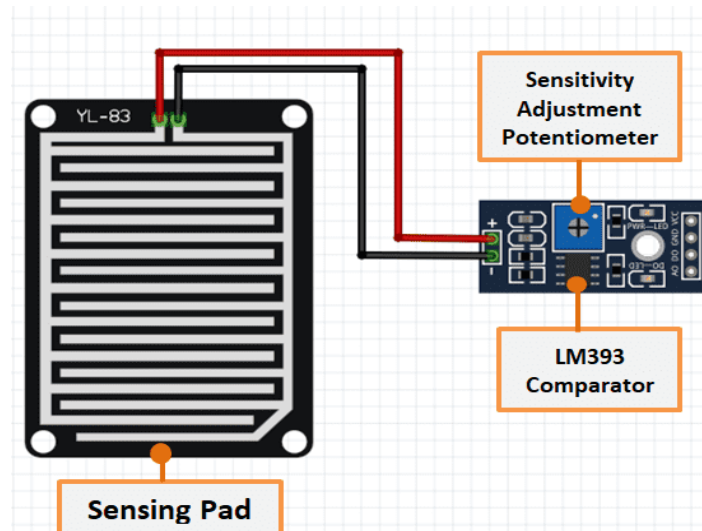 YL-83
Sensitivity
Adjustment
Potentiometer
+
-
PWR-LED
DO-LED
VCC
GND
DO
AO
LM393
Comparator
Sensing Pad